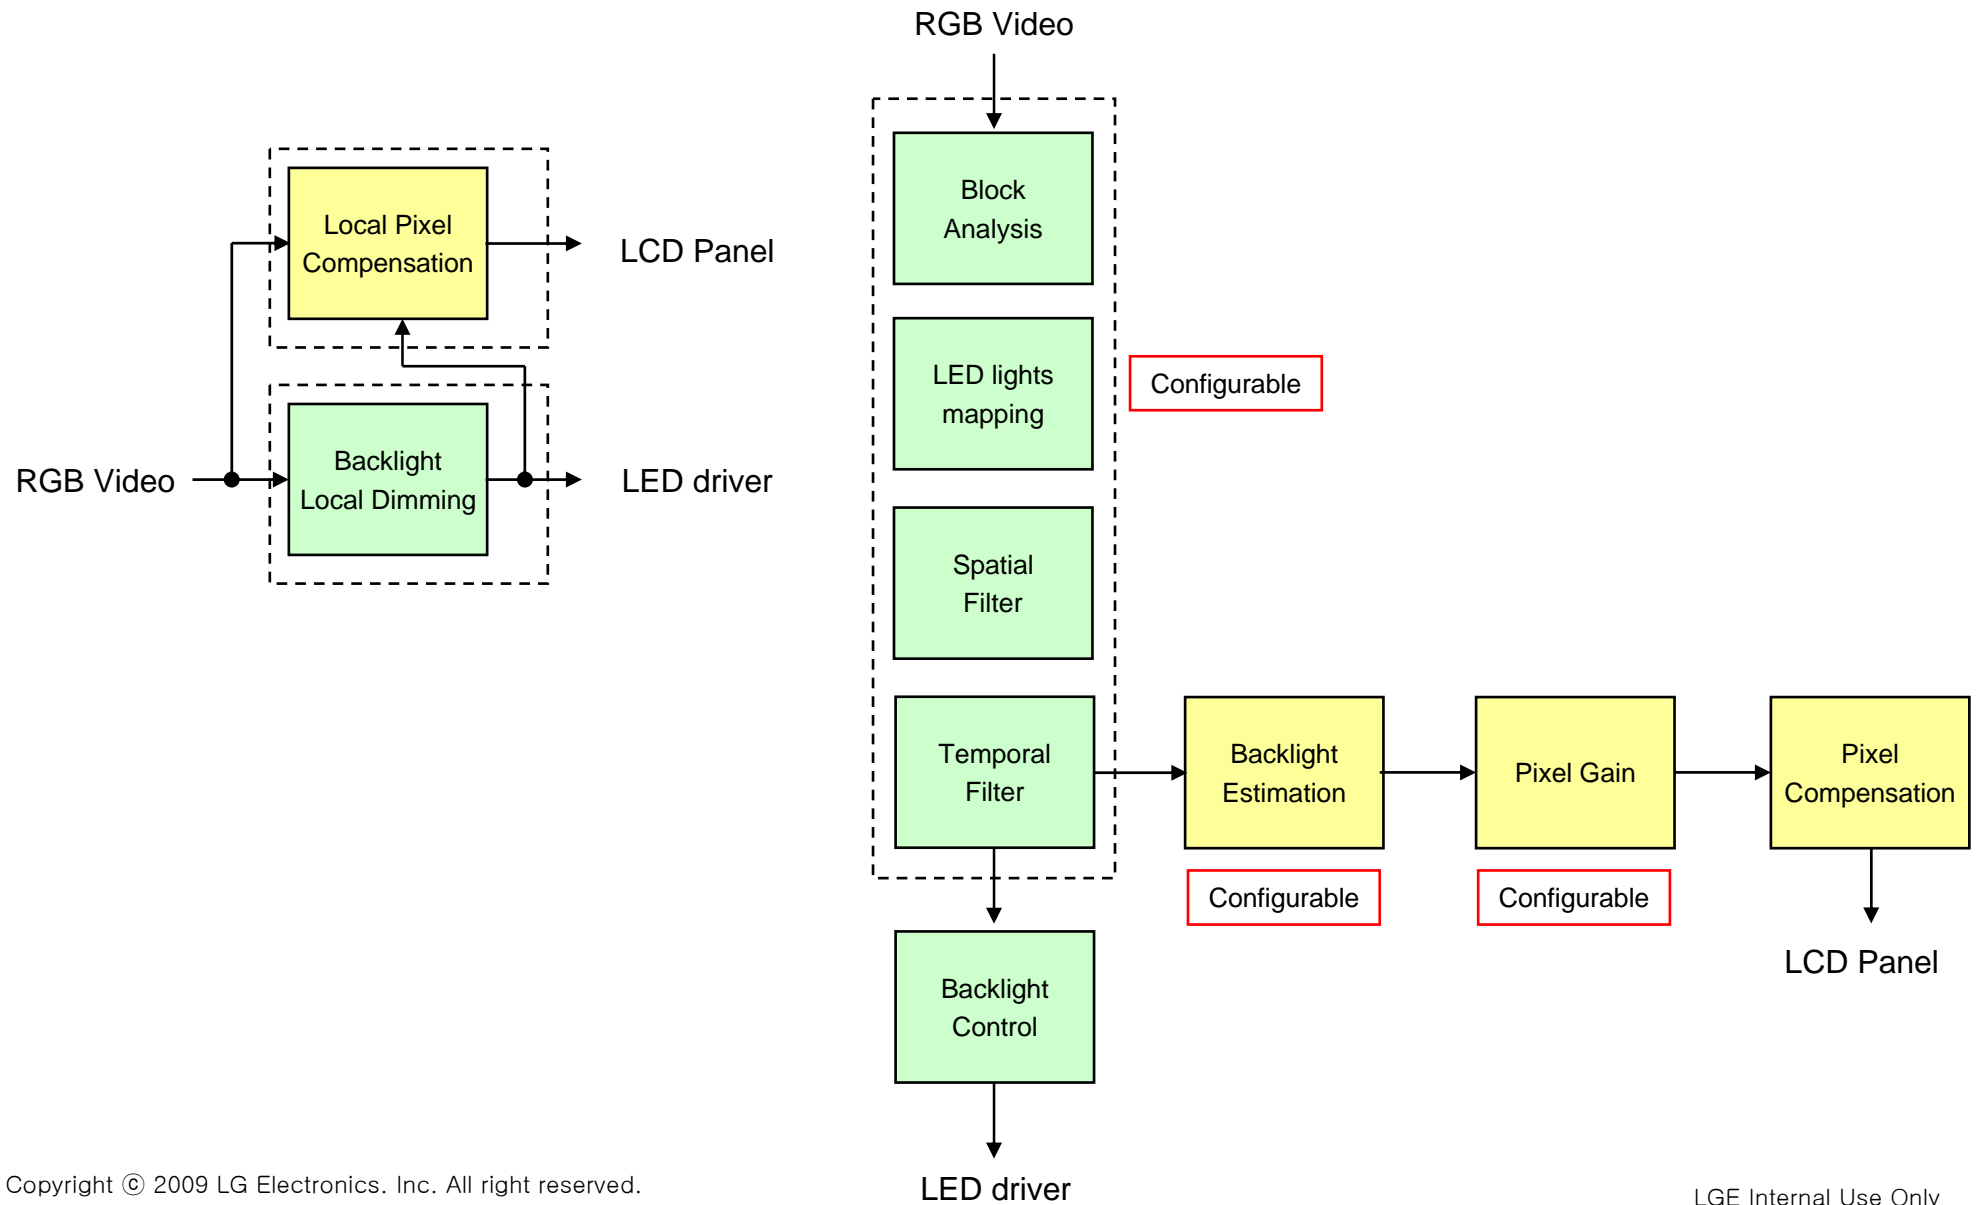 RGB Video
Local Pixel
Compensation
LCD Panel
Backlight
Local Dimming
RGB Video
LED driver
Block
Analysis
LED lights
mapping
Configurable
Spatial
Filter
Temporal
Filter
Backlight
Estimation
Pixel Gain
Pixel
Compensation
Configurable
Configurable
LCD Panel
Backlight
Control
LED driver
Copyright ⓒ 2009 LG Electronics. Inc. All right reserved.
LGE Internal Use Only